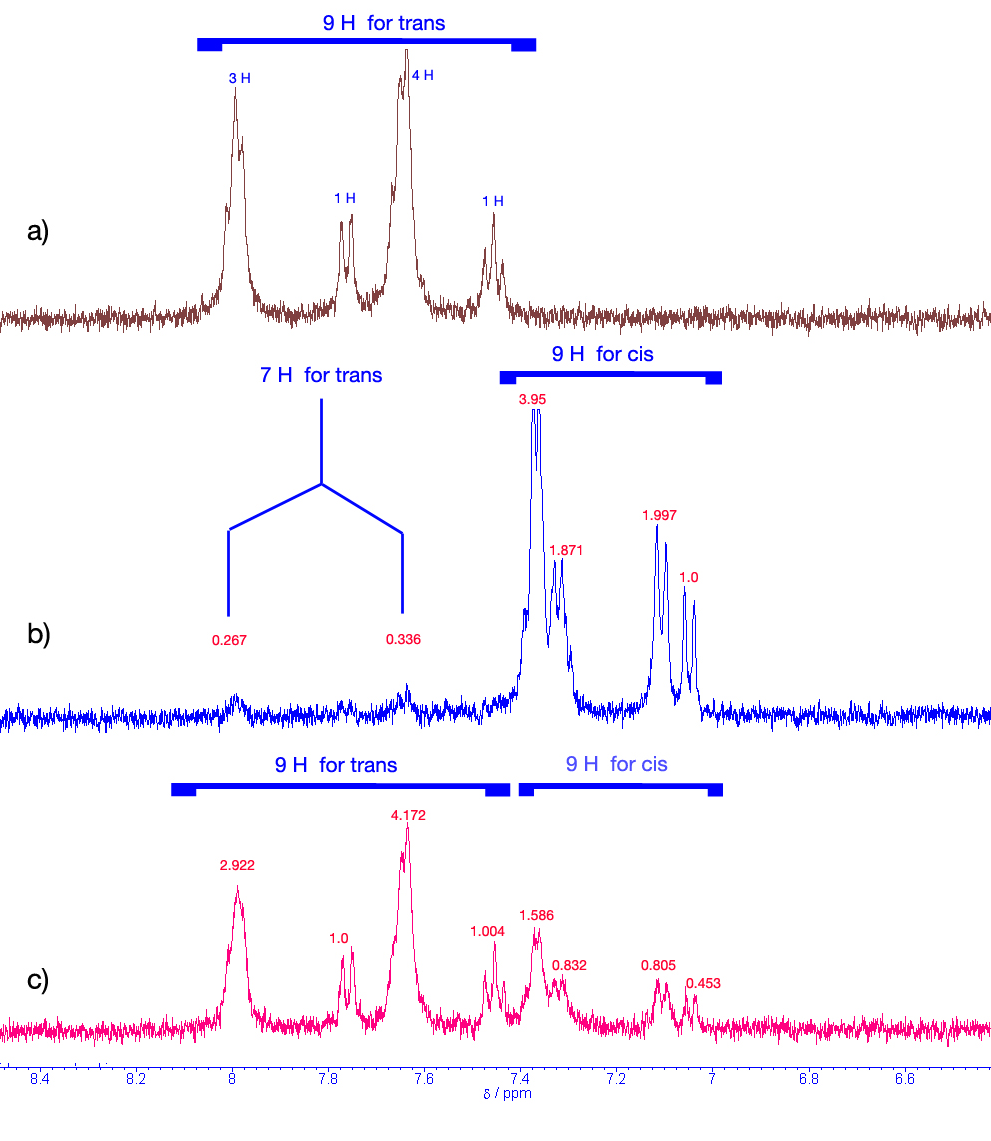 9 H for trans
3 H
4 H
1 H
1 H
a)
9 H for cis
7 H for trans
3.95
1.997
1.871
1.0
b)
0.267
0.336
9 H for trans
9 H for cis
4.172
2.922
1.586
1.004
1.0
0.832
0.805
c)
0.453
8.4 8.2 8 7.8 7.6 7.4 7.2 7 6.8 6.6
δ / ppm